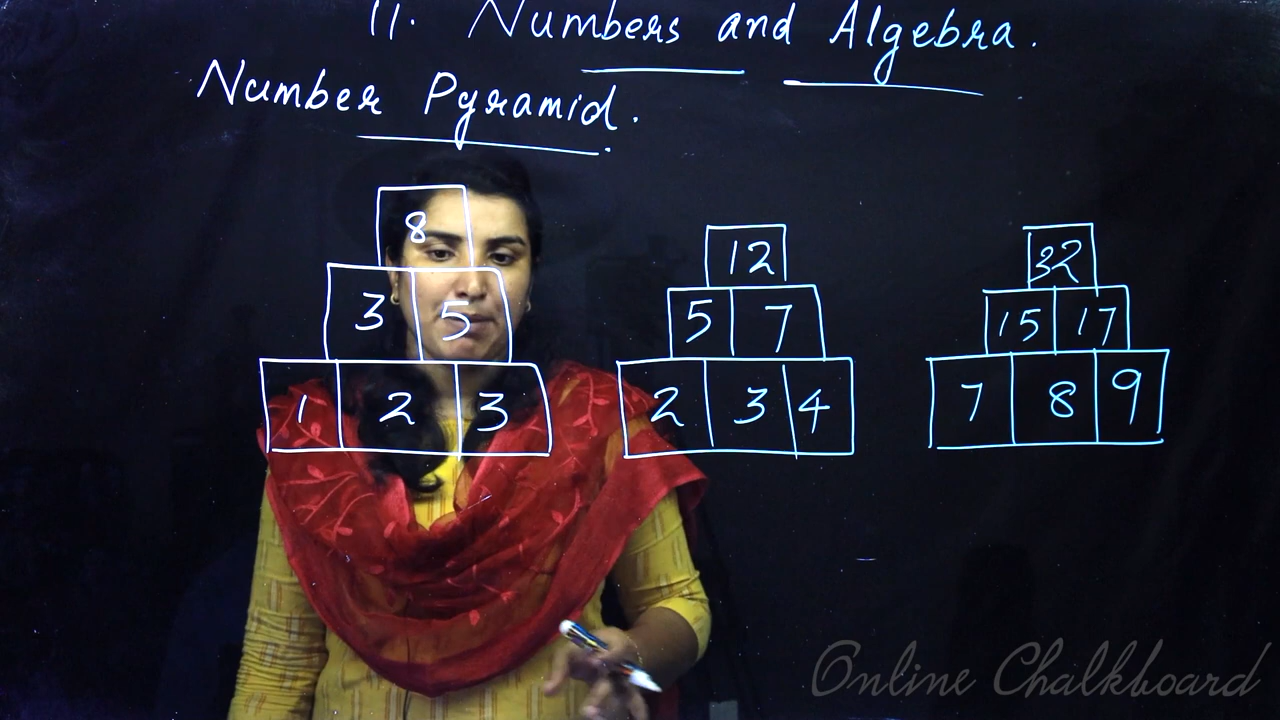 11. Numbers and Algebra.
Number Pyramid.
8
3 5
1 2 3
12
5 7
2 3 4
32
15 17
7 8 9
Online Chalkboard